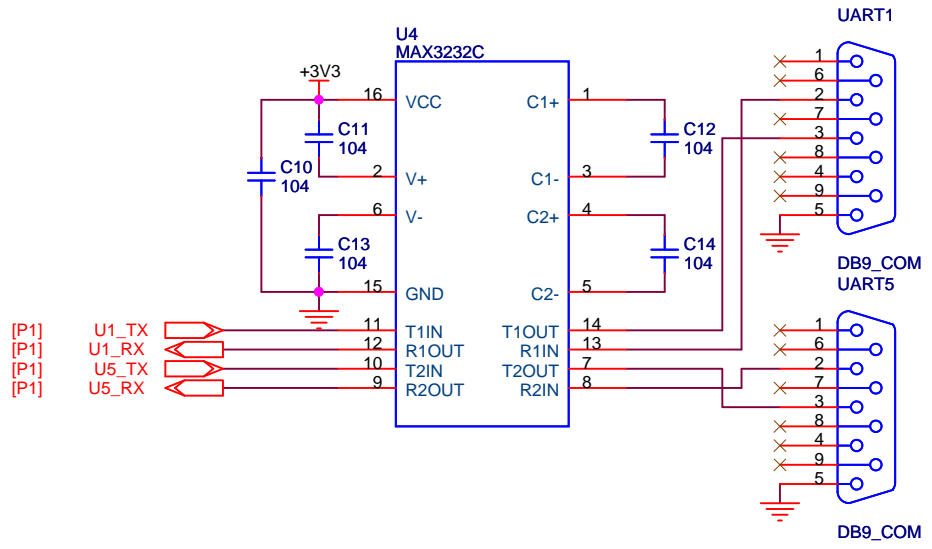 UART1
U4
MAX3232C
+3V3
16 VCC C1+ 1
C11
104
C10
104
2 V+ C1- 3
C12
104
6 V- C2+ 4
C13
104
C14
104
15 GND C2- 5
[P1] U1_TX 11 T1IN T1OUT 14
[P1] U1_RX 12 R1OUT R1IN 13
[P1] U5_TX 10 T2IN T2OUT 7
[P1] U5_RX 9 R2OUT R2IN 8
1
6
2
7
3
8
4
9
5
DB9_COM
UART5
1
6
2
7
3
8
4
9
5
DB9_COM